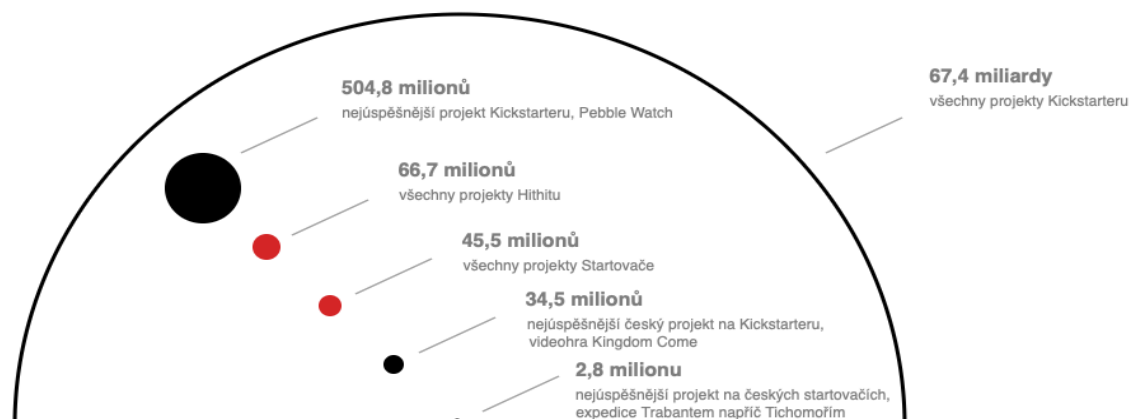 504,8 milionů
nejúspěšnější projekt Kickstarteru, Pebble Watch
67,4 miliardy
všechny projekty Kickstarteru
66,7 milionů
všechny projekty Hithitu
45,5 milionů
všechny projekty Startovače
34,5 milionů
nejúspěšnější český projekt na Kickstarteru,
videohra Kingdom Come
2,8 milionu
nejúspěšnější projekt na českých startovačích,
expedice Trabantem napříč Tichomořím